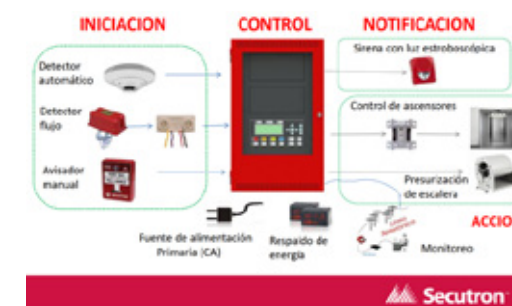 INICIACION
CONTROL
NOTIFICACION
Sirena con luz estroboscópica
Detector
automático
Detector
flujo
Avisador
manual
Control de ascensores
Presurización
de escalera
ACCIO
Fuente de alimentación
Primaria (CA)
Respaldo de
energía
Monitoreo
Secutron